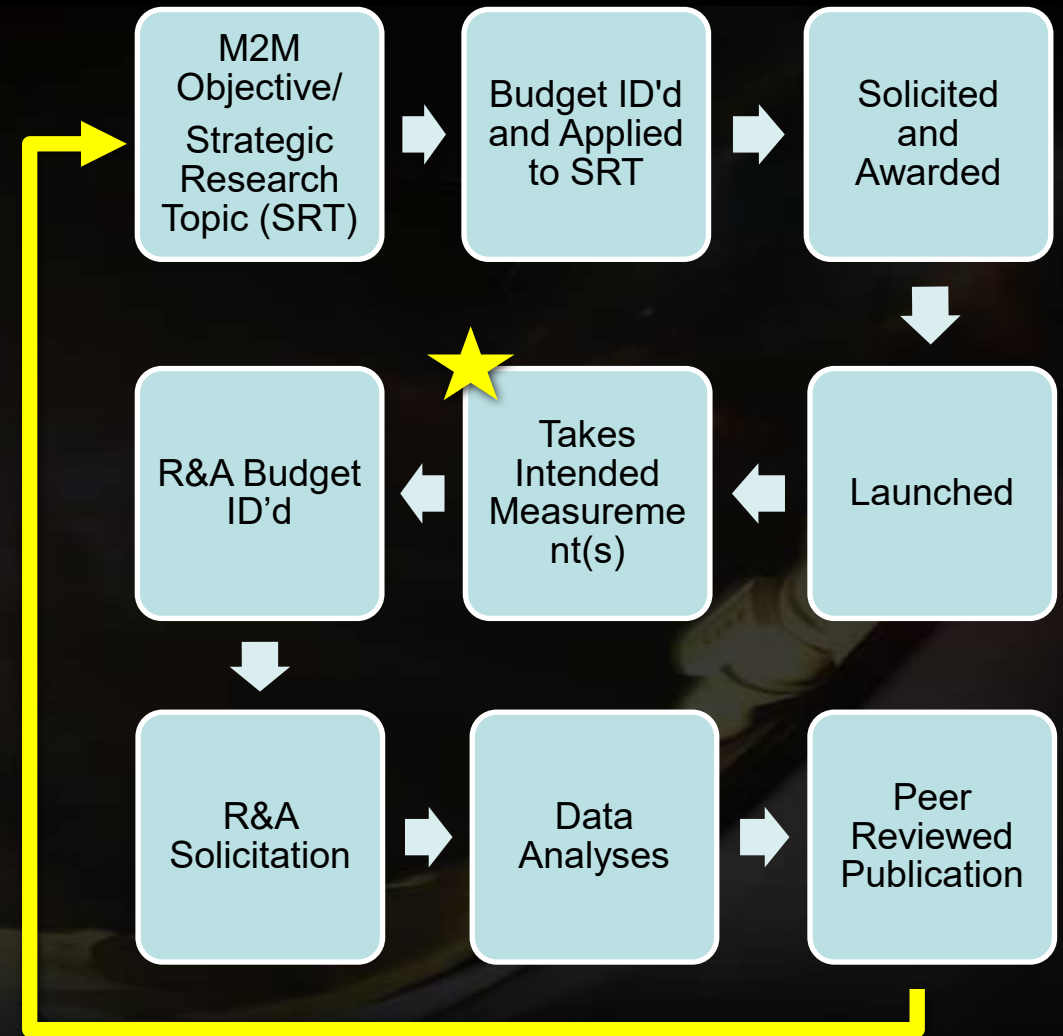 M2M
Objective/
Strategic
Research
Topic (SRT)
Budget ID'd
and Applied
to SRT
Solicited
and
Awarded
R&A Budget
ID’d
Takes
Intended
Measureme
nt(s)
Launched
R&A
Solicitation
Data
Analyses
Peer
Reviewed
Publication